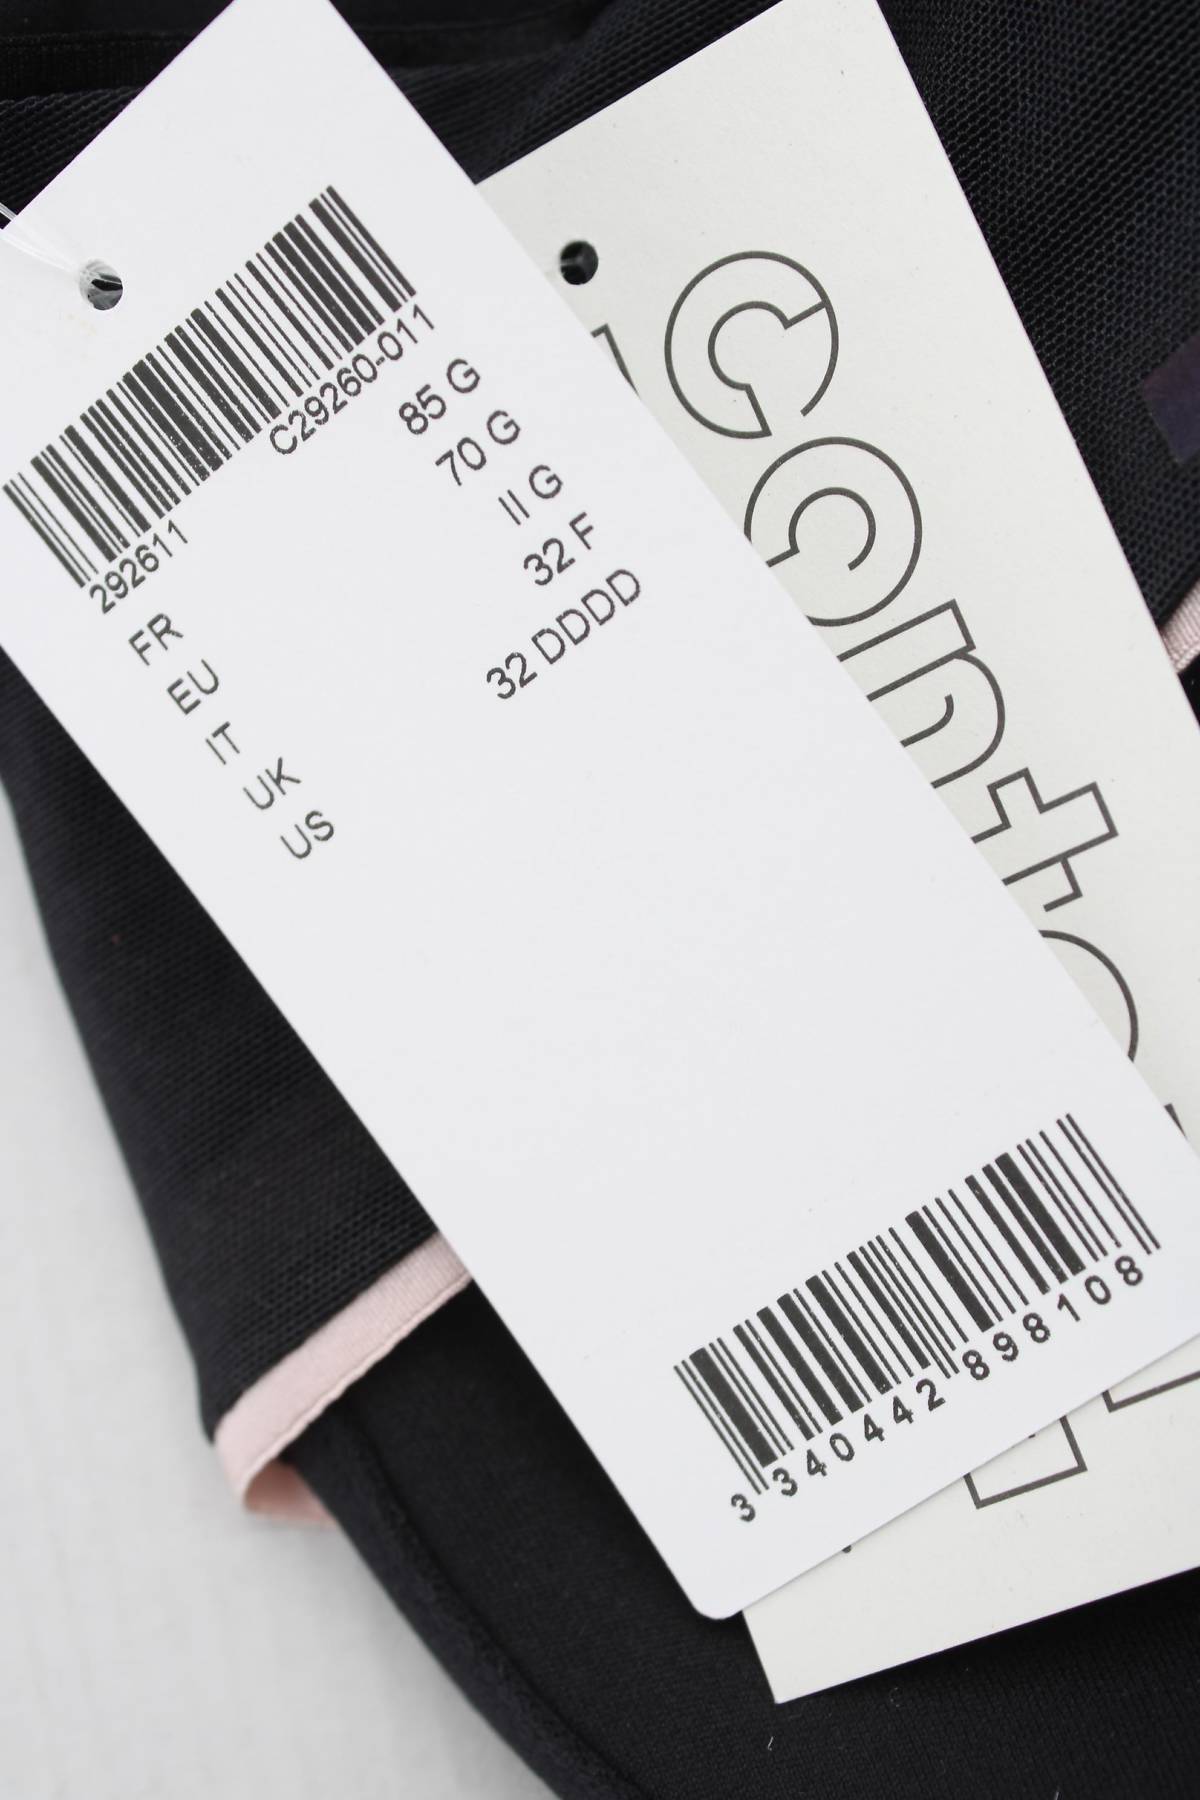 C29260-011
292611
FR 85 G
EU 70 G
IT II G
UK 32 F
US 32 DDDD
3 340442 898108